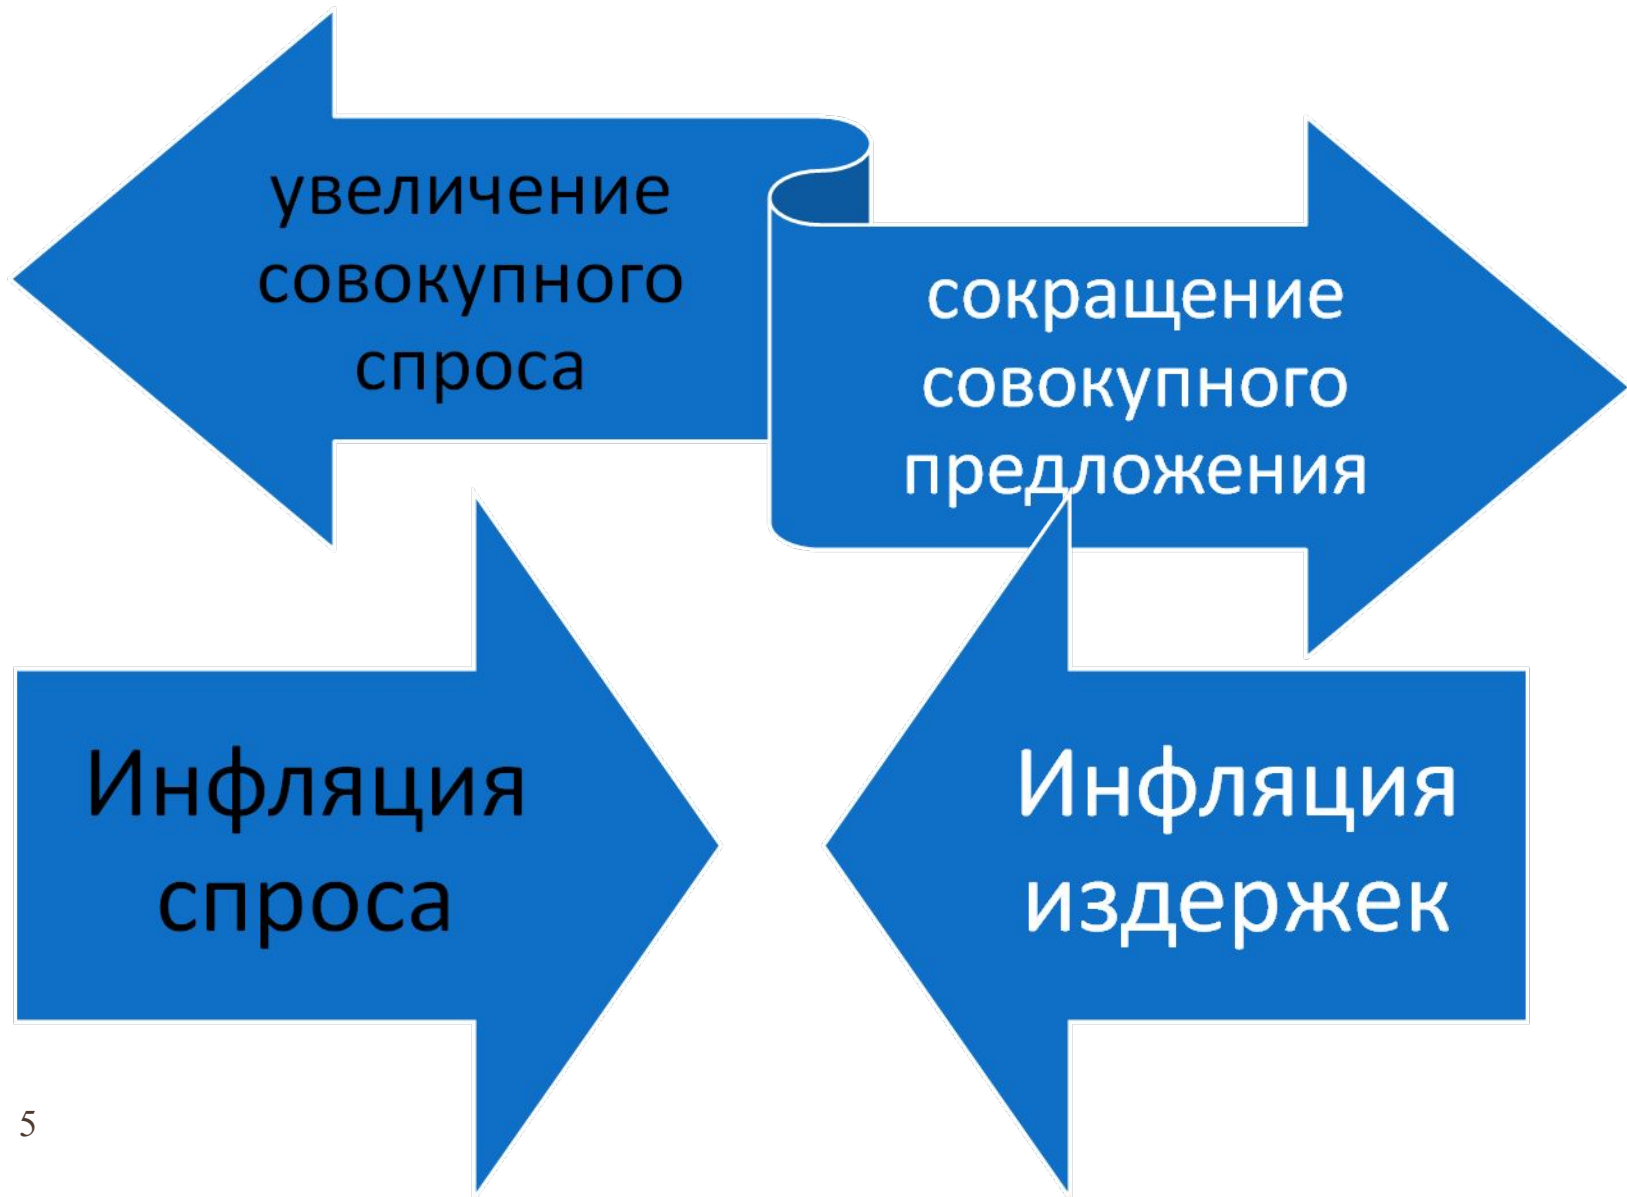 увеличение
совокупного
спроса
сокращение
совокупного
предложения
Инфляция
спроса
Инфляция
издержек
5